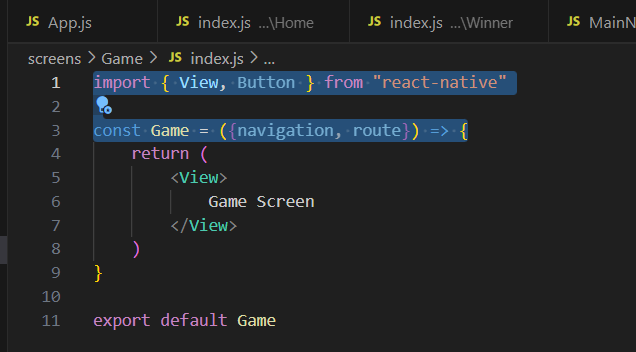 JS App.js JS index.js ...\Home JS index.js ...\Winner JS MainN
screens > Game > JS index.js > ...
1 import { View, Button } from "react-native"
2
3 const Game = ({navigation, route}) => {
4 return (
5 <View>
6 Game Screen
7 </View>
8 )
9 }
10
11 export default Game